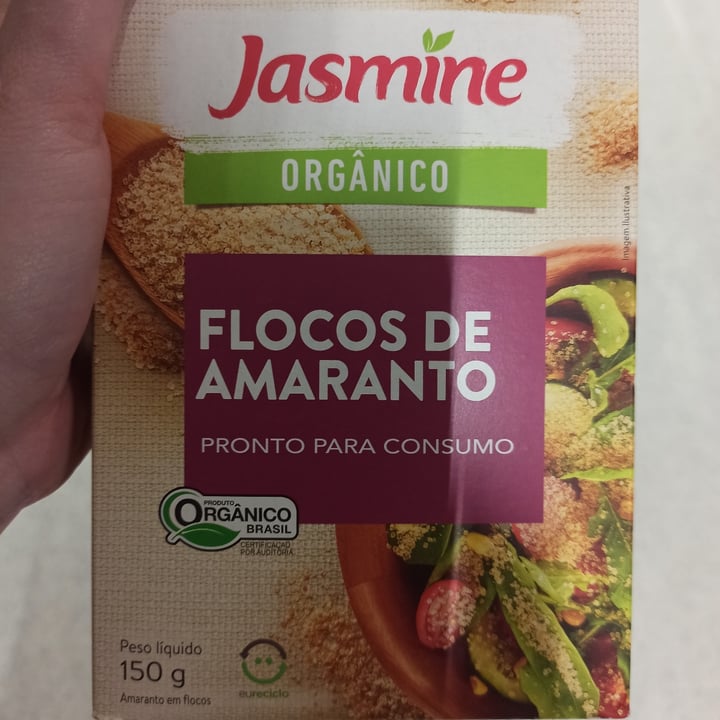 Jasmine
ORGÂNICO
Imagem Ilustrativa
FLOCOS DE
AMARANTO
PRONTO PARA CONSUMO
PRODUTO
ORGÂNICO
BRASIL
CERTIFICAÇÃO
POR AUDITORIA
Peso líquido
150 g
Amaranto em flocos
eureciclo